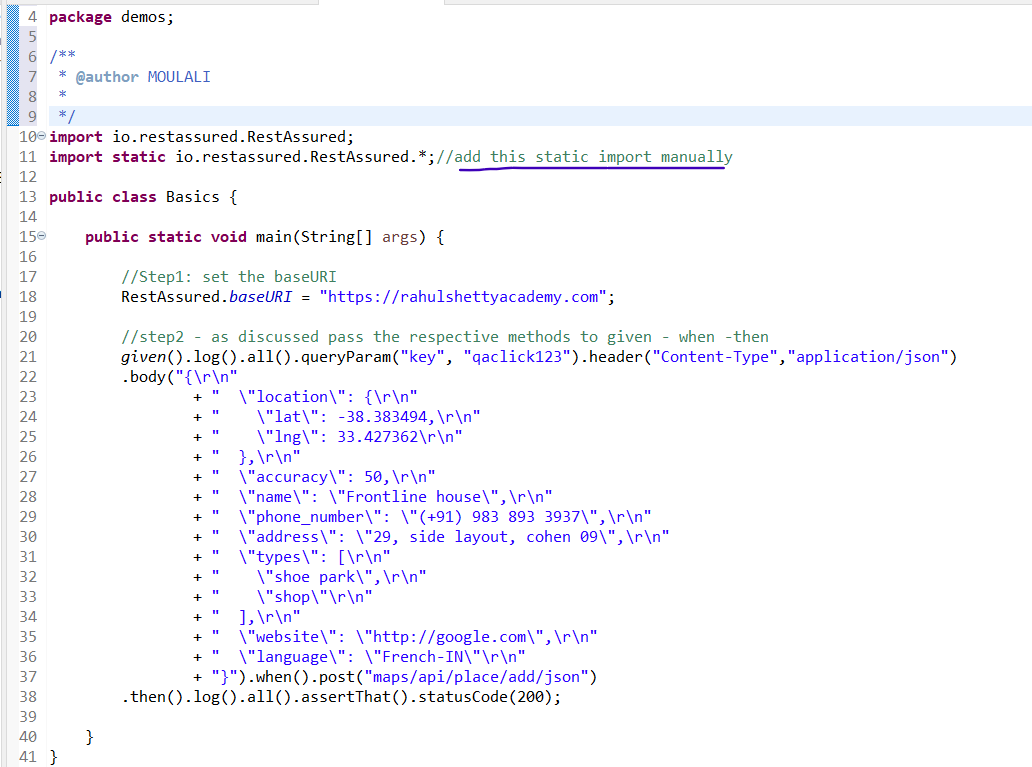 4 package demos;
5
6 /**
7  * @author MOULALI
8  *
9  */
10 import io.restassured.RestAssured;
11 import static io.restassured.RestAssured.*;//add this static import manually
12
13 public class Basics {
14
15     public static void main(String[] args) {
16
17         //Step1: set the baseURI
18         RestAssured.baseURI = "https://rahulshettyacademy.com";
19
20         //step2 - as discussed pass the respective methods to given - when -then
21         given().log().all().queryParam("key", "qaclick123").header("Content-Type","application/json")
22         .body("{\r\n"
23                 + "  \"location\": {\r\n"
24                 + "    \"lat\": -38.383494,\r\n"
25                 + "    \"lng\": 33.427362\r\n"
26                 + "  },\r\n"
27                 + "  \"accuracy\": 50,\r\n"
28                 + "  \"name\": \"Frontline house\",\r\n"
29                 + "  \"phone_number\": \"(+91) 983 893 3937\",\r\n"
30                 + "  \"address\": \"29, side layout, cohen 09\",\r\n"
31                 + "  \"types\": [\r\n"
32                 + "    \"shoe park\",\r\n"
33                 + "    \"shop\"\r\n"
34                 + "  ],\r\n"
35                 + "  \"website\": \"http://google.com\",\r\n"
36                 + "  \"language\": \"French-IN\"\r\n"
37                 + "}").when().post("maps/api/place/add/json")
38         .then().log().all().assertThat().statusCode(200);
39
40     }
41 }